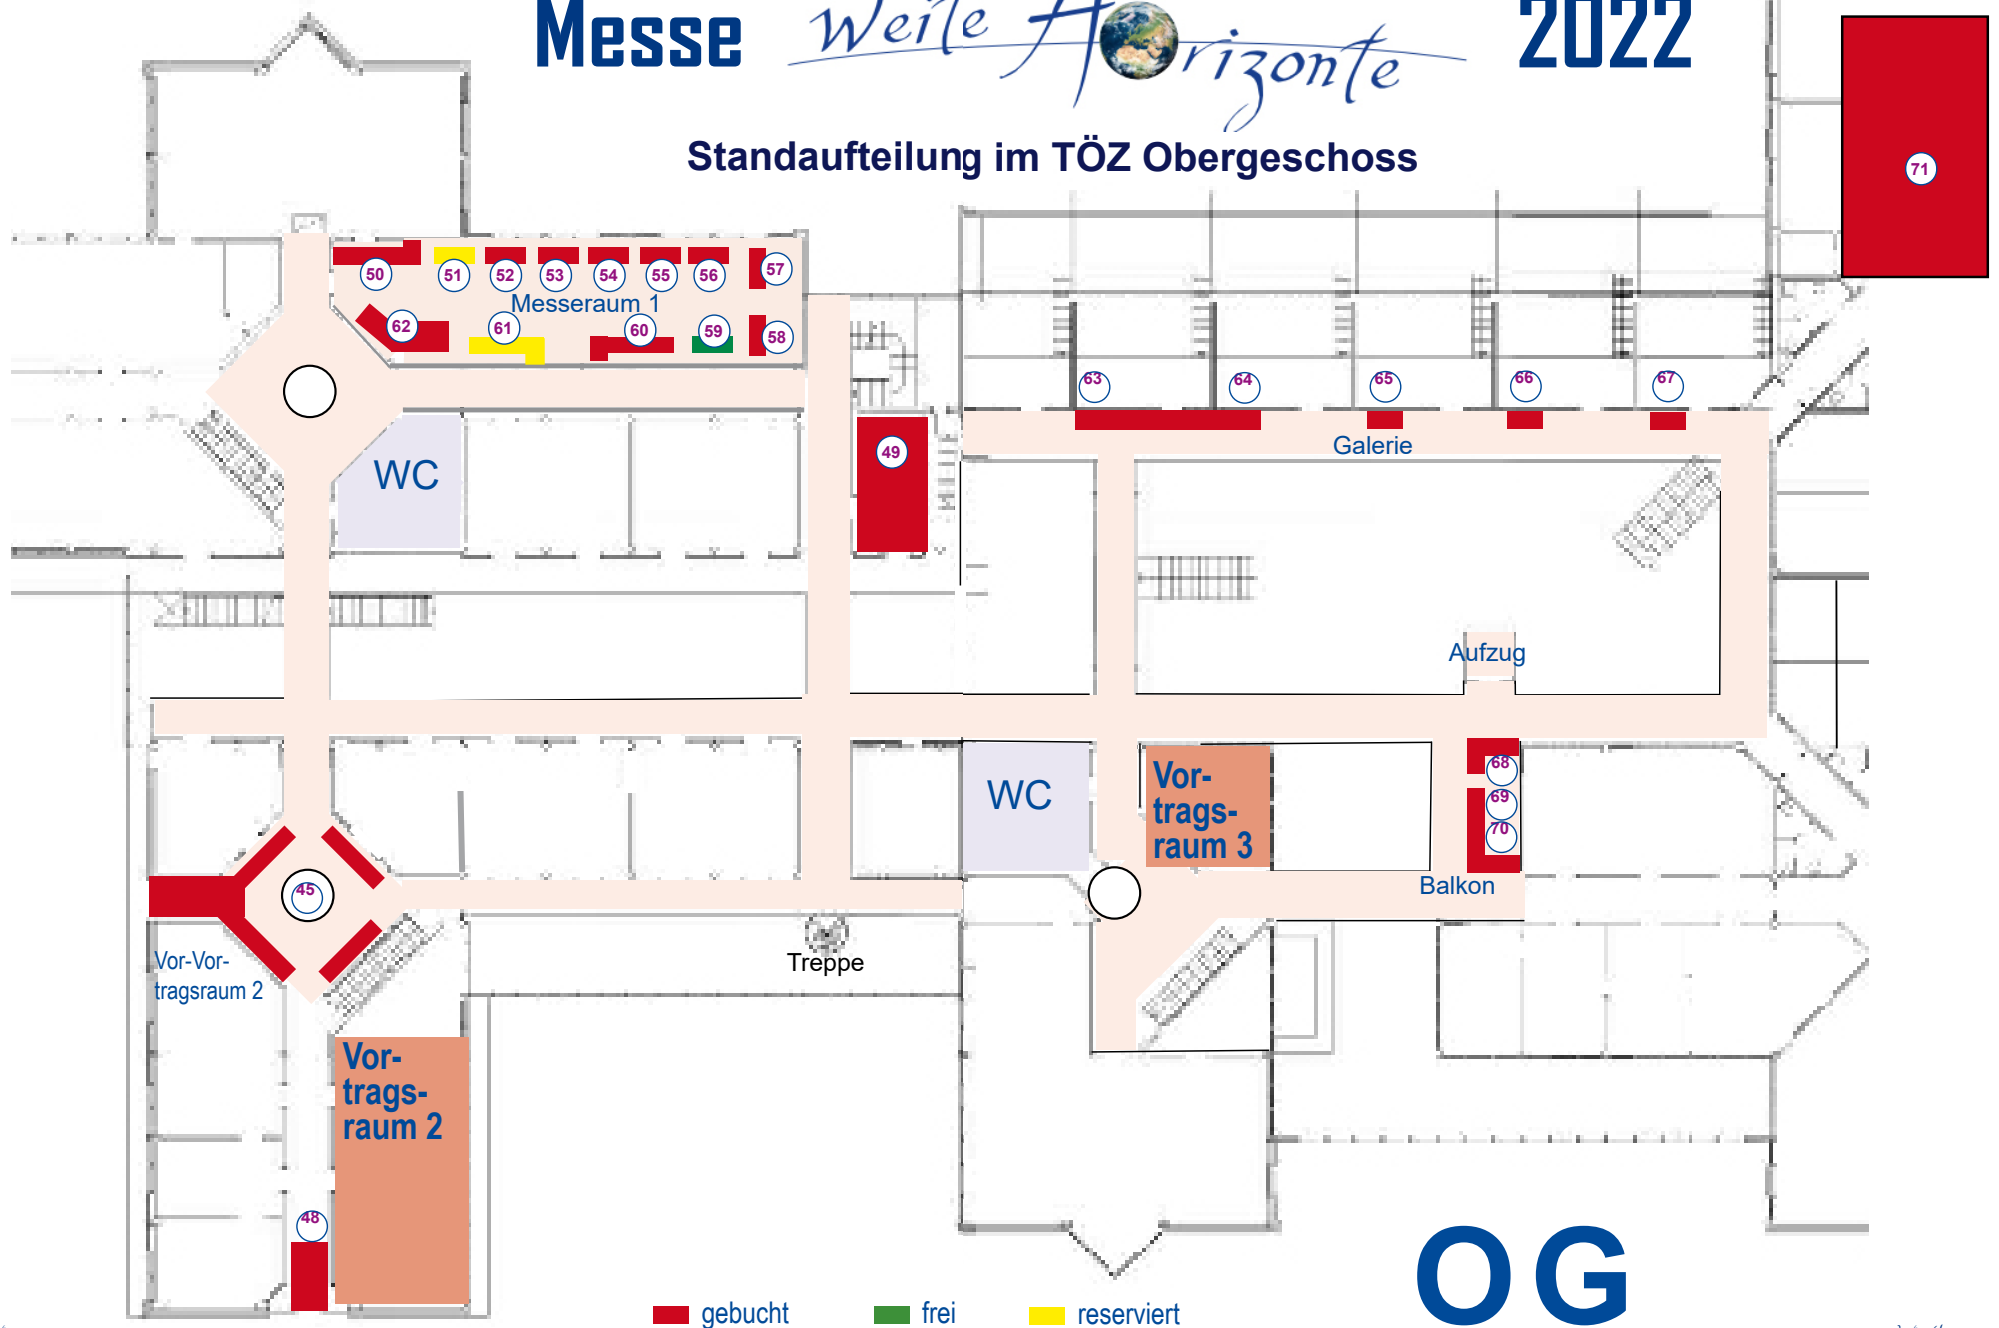 Messe Weite Horizonte 2022
Standaufteilung im TÖZ Obergeschoss
71
50 51 52 53 54 55 56 57
Messeraum 1
62 61 60 59 58
63 64 65 66 67
Galerie
49
WC
Aufzug
WC
Vor-
trags-
raum 3
68
69
70
Balkon
45
Vor-Vor-
tragsraum 2
Treppe
Vor-
trags-
raum 2
48
OG
gebucht frei reserviert